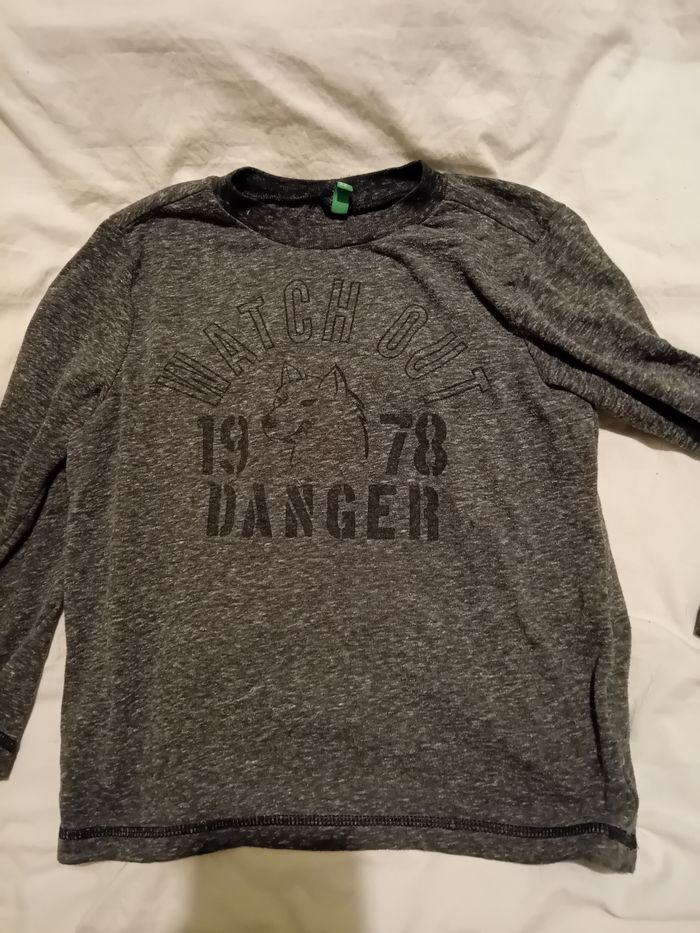 WATCH OUT
19 78
DANGER